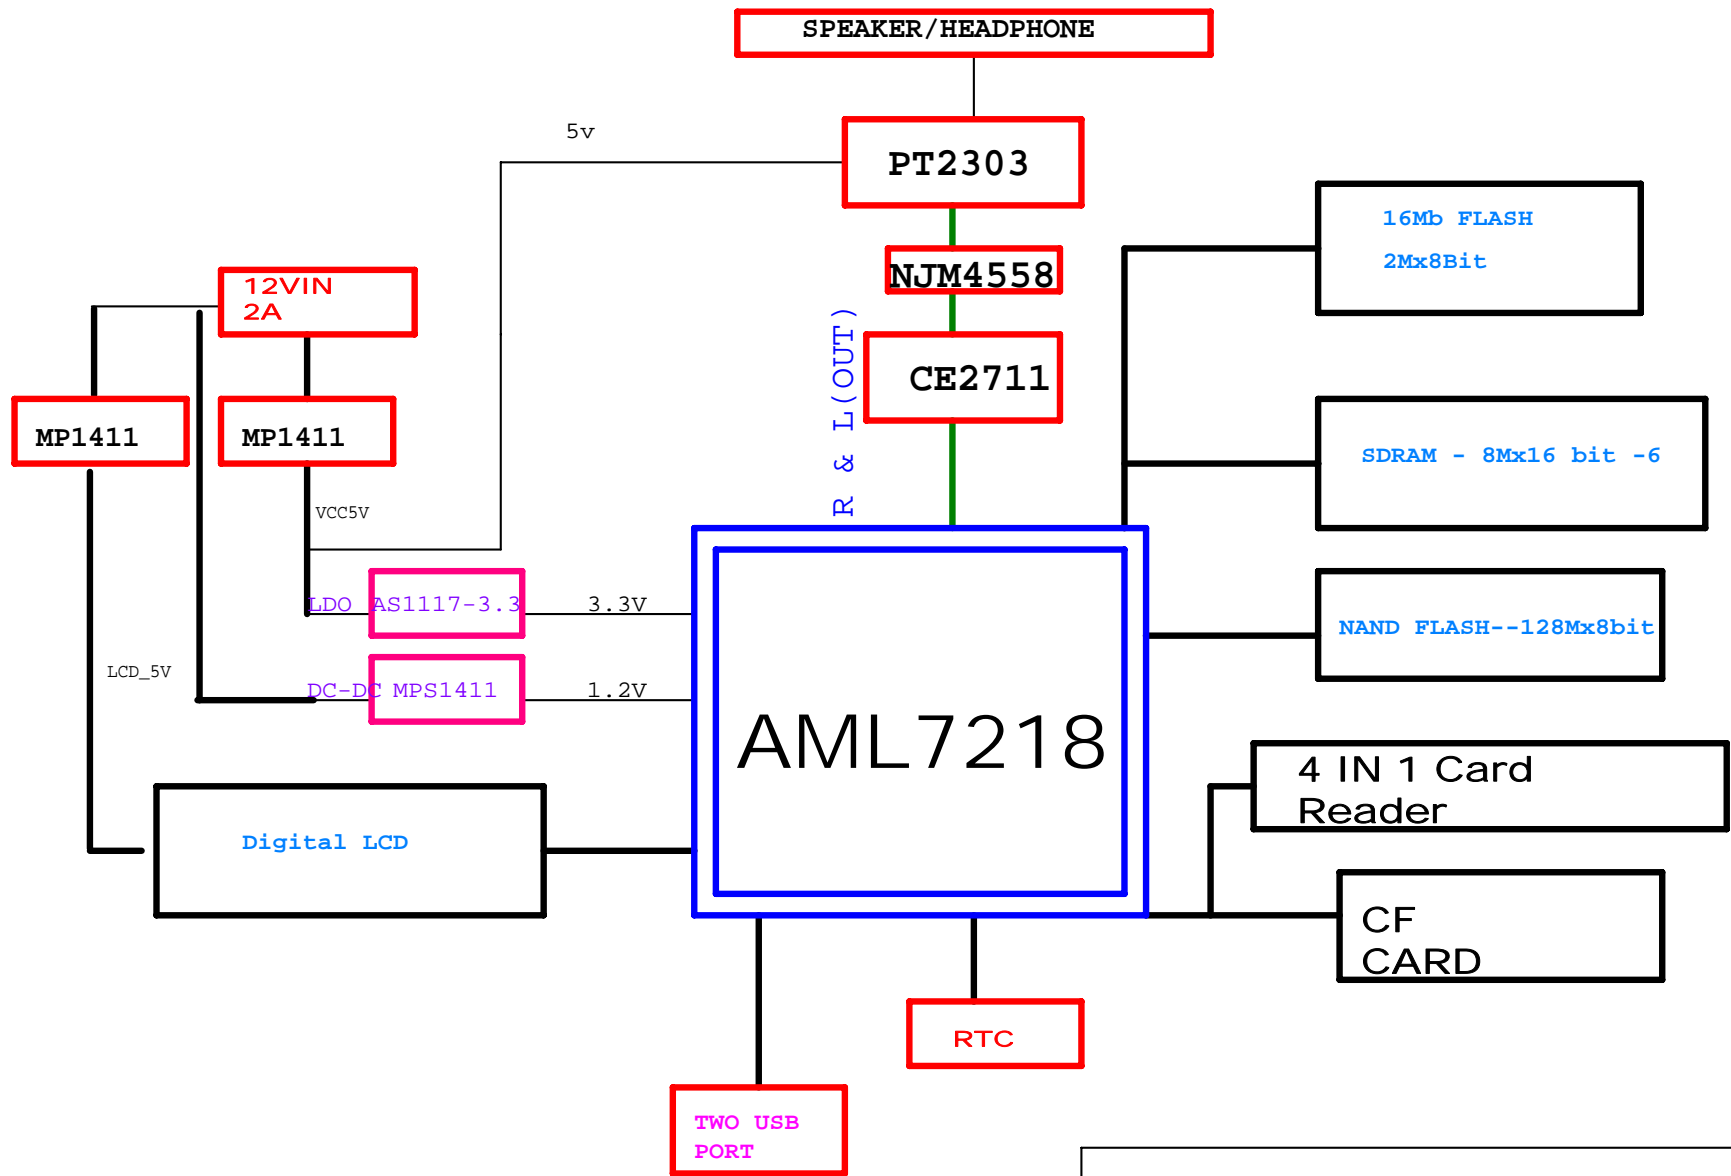 SPEAKER/HEADPHONE
5v
PT2303
16Mb FLASH
2Mx8Bit
NJM4558
12VIN
2A
R & L(OUT)
CE2711
MP1411
MP1411
SDRAM - 8Mx16 bit -6
VCC5V
LDO AS1117-3.3
3.3V
NAND FLASH--128Mx8bit
LCD_5V
DC-DC MPS1411
1.2V
AML7218
4 IN 1 Card
Reader
Digital LCD
CF
CARD
RTC
TWO USB
PORT